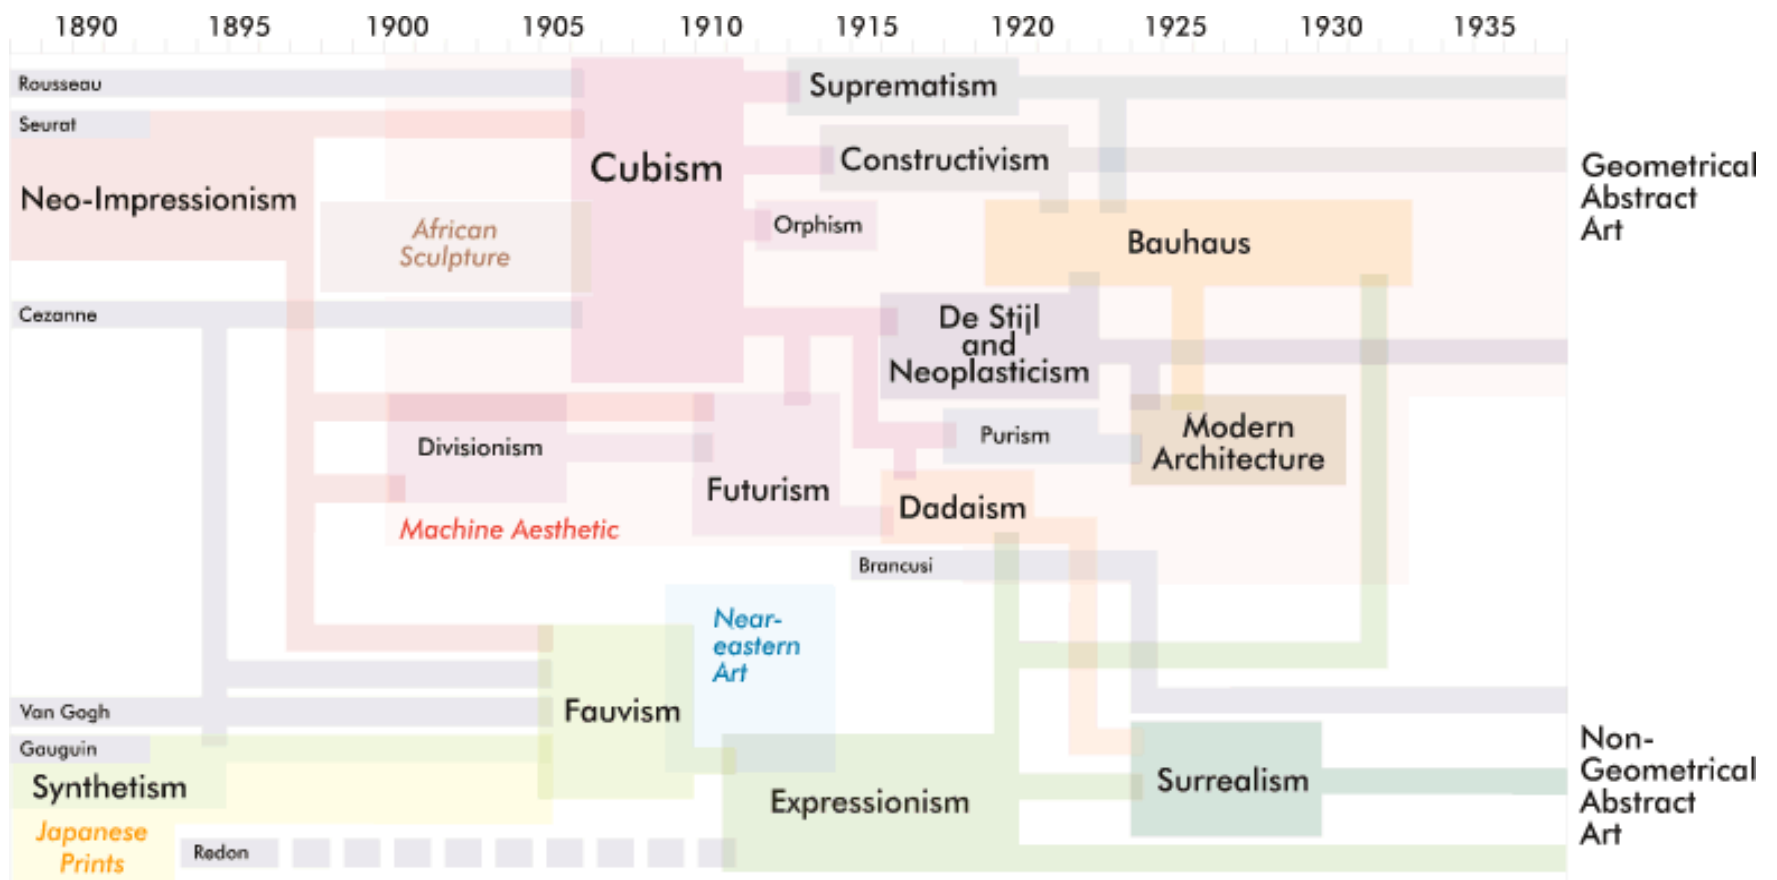 1890 1895 1900 1905 1910 1915 1920 1925 1930 1935
Rousseau
Suprematism
Seurat
Cubism
Constructivism
Geometrical
Abstract
Art
Neo-Impressionism
African
Sculpture
Orphism
Bauhaus
Cezanne
De Stijl
and
Neoplasticism
Divisionism
Purism
Modern
Architecture
Futurism
Dadaism
Machine Aesthetic
Brancusi
Near-
eastern
Art
Van Gogh
Fauvism
Gauguin
Synthetism
Expressionism
Surrealism
Non-
Geometrical
Abstract
Art
Japanese
Prints
Redon